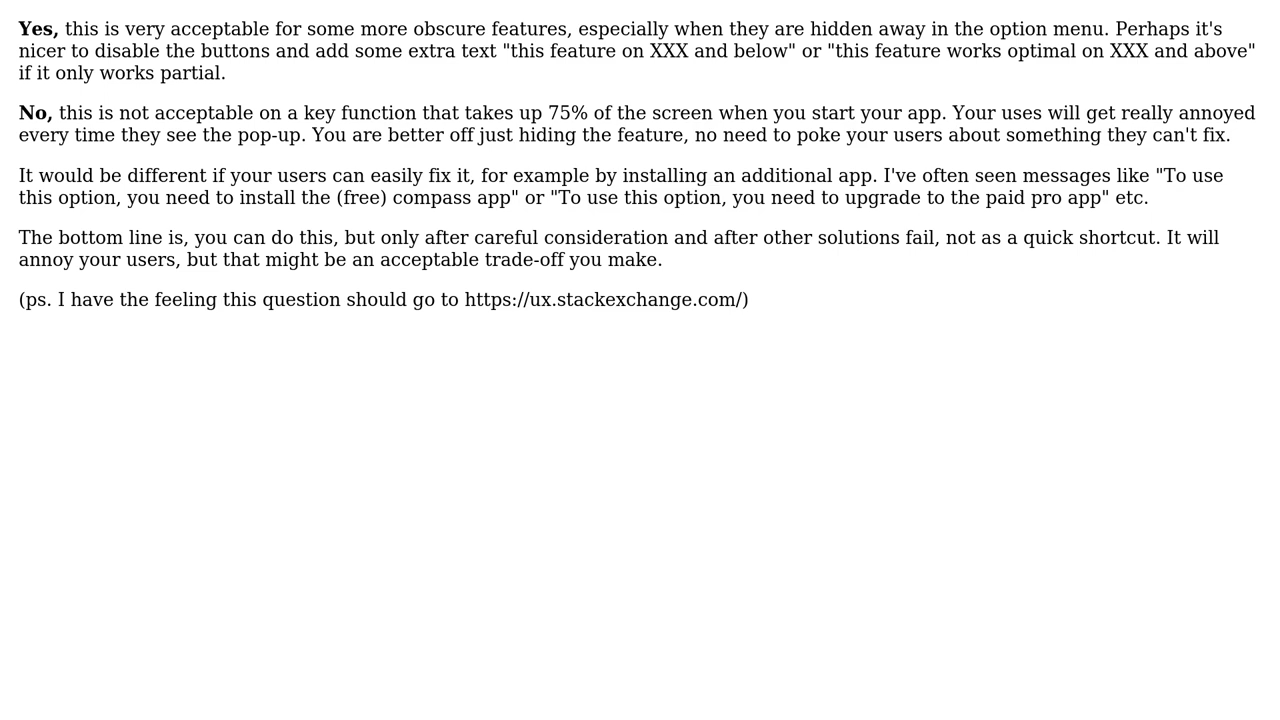 Yes, this is very acceptable for some more obscure features, especially when they are hidden away in the option menu. Perhaps it's
nicer to disable the buttons and add some extra text "this feature on XXX and below" or "this feature works optimal on XXX and above"
if it only works partial.
No, this is not acceptable on a key function that takes up 75% of the screen when you start your app. Your uses will get really annoyed
every time they see the pop-up. You are better off just hiding the feature, no need to poke your users about something they can't fix.
It would be different if your users can easily fix it, for example by installing an additional app. I've often seen messages like "To use
this option, you need to install the (free) compass app" or "To use this option, you need to upgrade to the paid pro app" etc.
The bottom line is, you can do this, but only after careful consideration and after other solutions fail, not as a quick shortcut. It will
annoy your users, but that might be an acceptable trade-off you make.
(ps. I have the feeling this question should go to https://ux.stackexchange.com/)